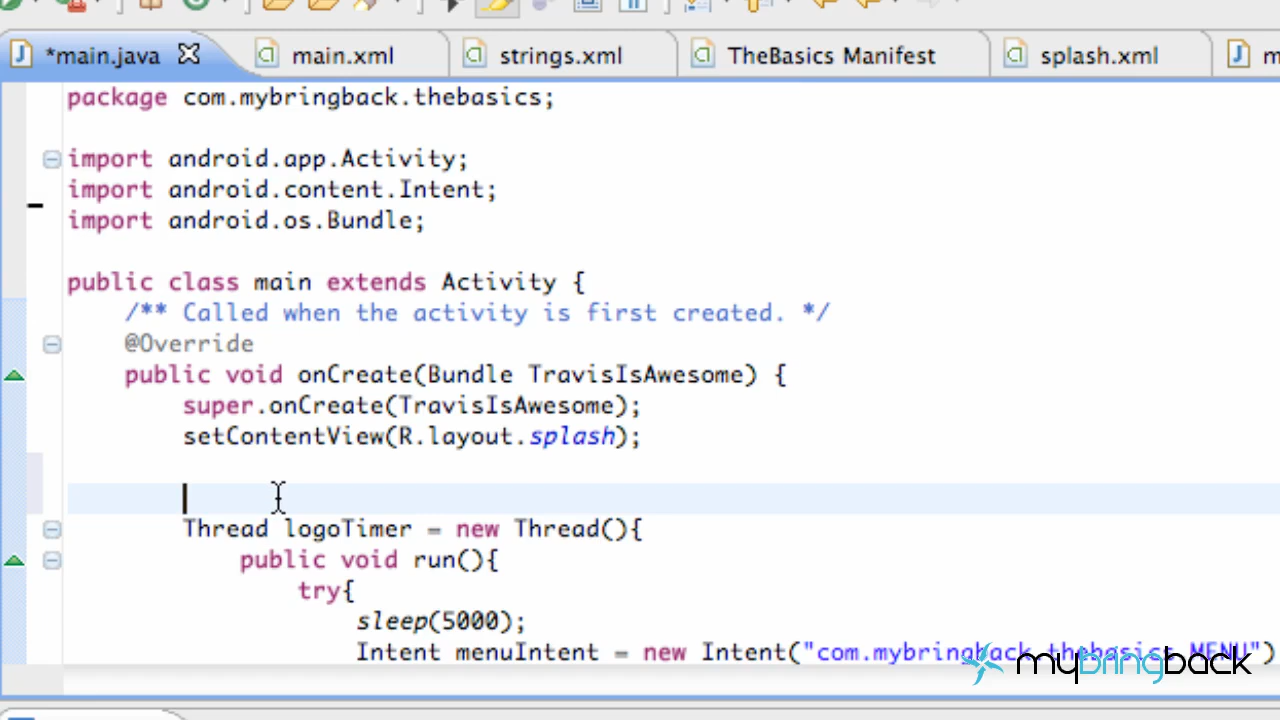 *main.java main.xml strings.xml TheBasics Manifest splash.xml m
package com.mybringback.thebasics;
import android.app.Activity;
import android.content.Intent;
import android.os.Bundle;
public class main extends Activity {
/** Called when the activity is first created. */
@Override
public void onCreate(Bundle TravisIsAwesome) {
super.onCreate(TravisIsAwesome);
setContentView(R.layout.splash);
Thread logoTimer = new Thread(){
public void run(){
try{
sleep(5000);
Intent menuIntent = new Intent("com.mybringback.thebasics.MENU")
mybringback